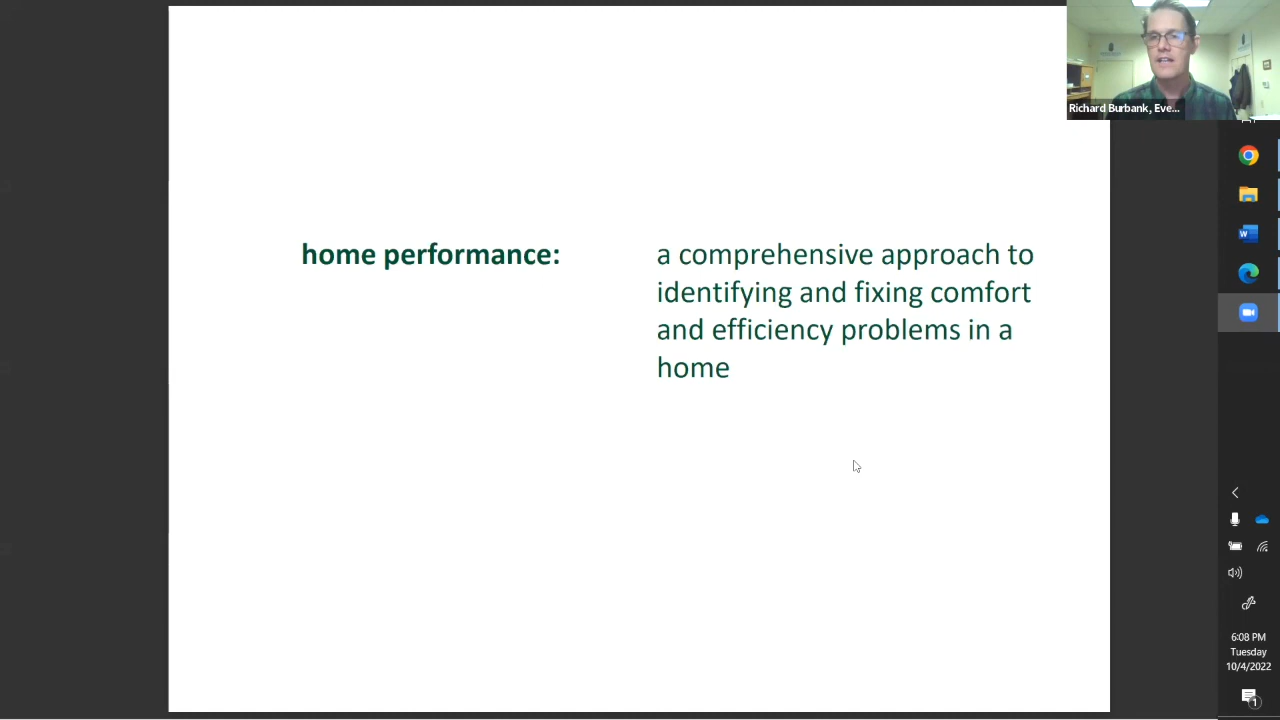 Richard Burbank, Eve...
home performance:
a comprehensive approach to
identifying and fixing comfort
and efficiency problems in a
home
6:08 PM
Tuesday
10/4/2022
1